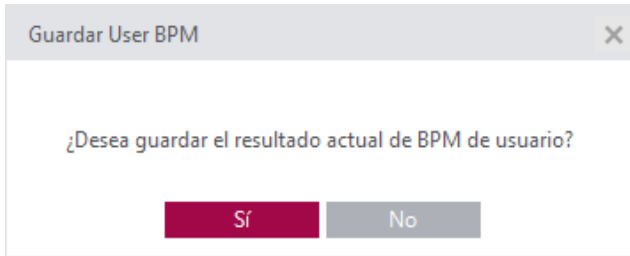 Guardar User BPM
¿Desea guardar el resultado actual de BPM de usuario?
Sí
No